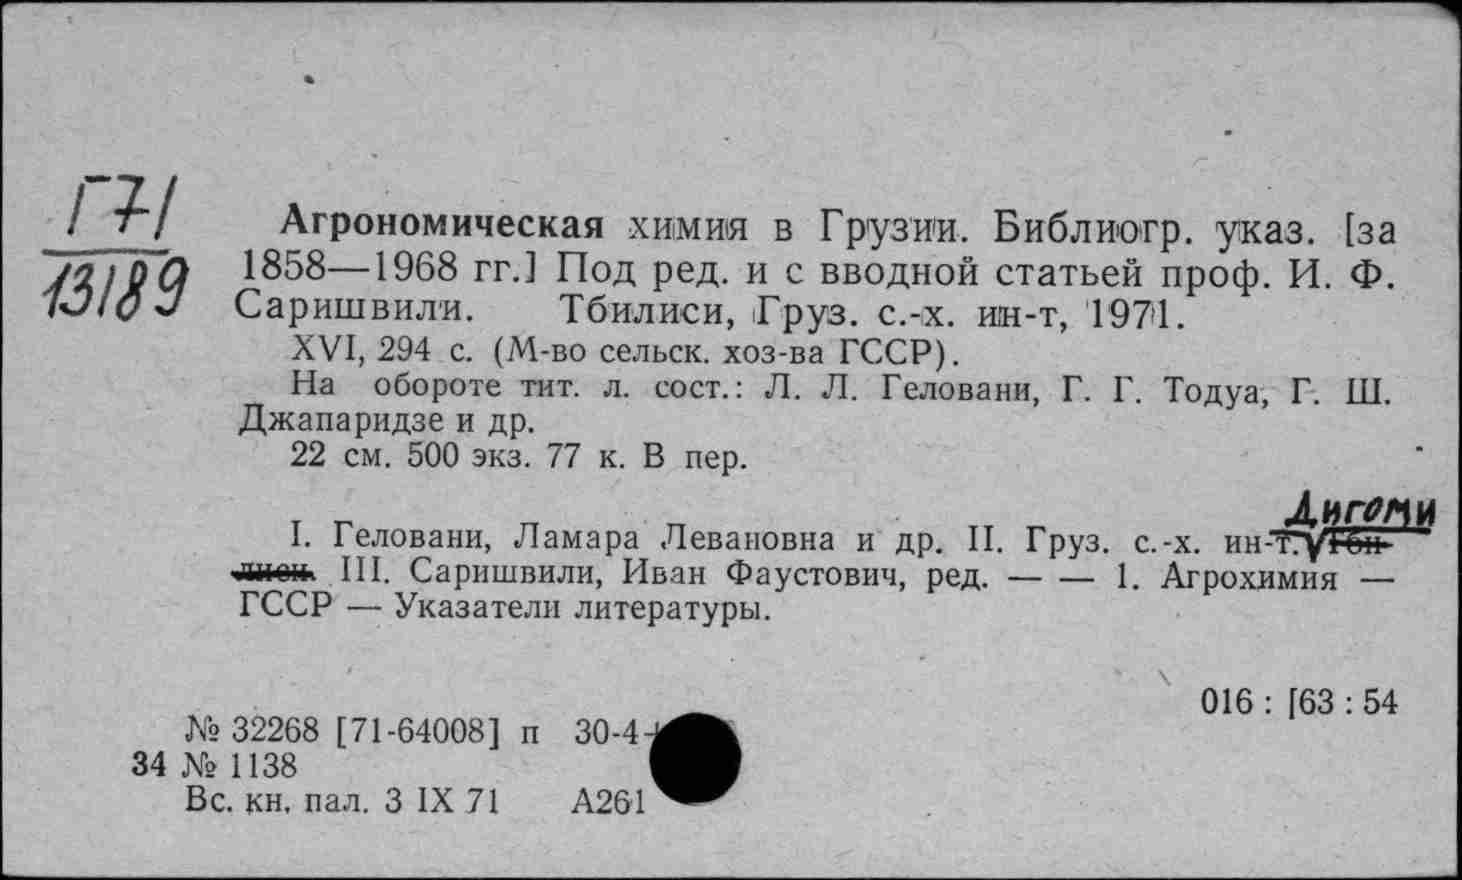 Г71
13189
Агрономическая химия в Грузии. Библиогр. указ. [за
1858—1968 гг.] Под ред. и с вводной статьей проф. И. Ф.
Саришвили. Тбилиси, Груз. с.-х. ин-т, 1971.
XVI, 294 с. (М-во сельск. хоз-ва ГССР).
На обороте тит. л. сост.: Л. Л. Геловани, Г. Г. Тодуа, Г. Ш.
Джапаридзе и др.
22 см. 500 экз. 77 к. В пер.
Дигоми
I. Геловани, Ламара Левановна и др. II. Груз. с.-х. ин-т.
III. Саришвили, Иван Фаустович, ред. — — 1. Агрохимия —
ГССР — Указатели литературы.
016 : [63 : 54
№ 32268 [71-64008] п 30-4-
34 № 1138
Вс. кн. пал. 3 IX 71 А261